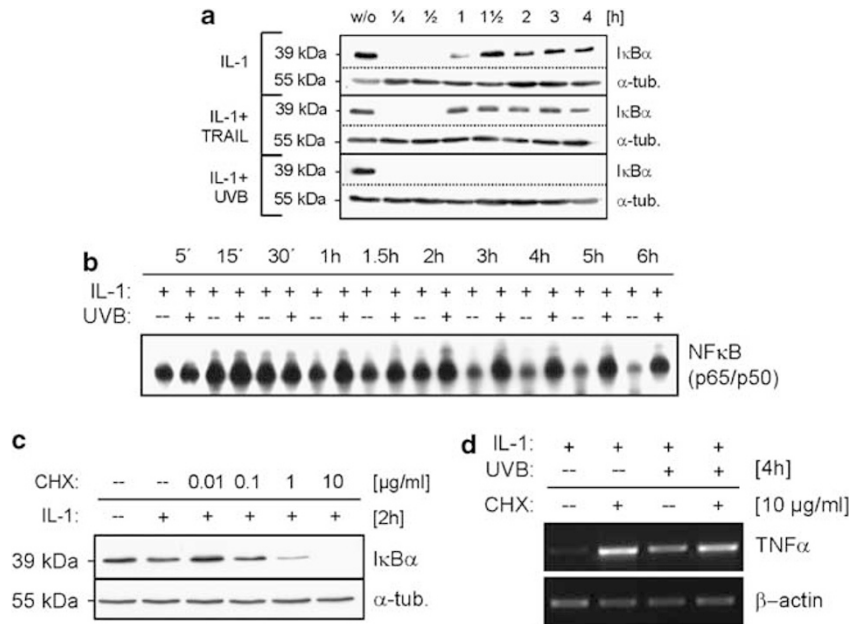 a
w/o ¼ ½ 1 1½ 2 3 4 [h]
IL-1
39 kDa IκBα
55 kDa α-tub.
IL-1+
TRAIL
39 kDa IκBα
55 kDa α-tub.
IL-1+
UVB
39 kDa IκBα
55 kDa α-tub.
b
5´ 15´ 30´ 1h 1.5h 2h 3h 4h 5h 6h
IL-1: + + + + + + + + + + + + + + + + + + + +
UVB: -- + -- + -- + -- + -- + -- + -- + -- + -- + -- +
NFκB
(p65/p50)
c
CHX: -- -- 0.01 0.1 1 10 [µg/ml]
IL-1: -- + + + + + [2h]
39 kDa IκBα
55 kDa α-tub.
d
IL-1: + + + +
UVB: -- -- + + [4h]
CHX: -- + -- + [10 µg/ml]
TNFα
β–actin